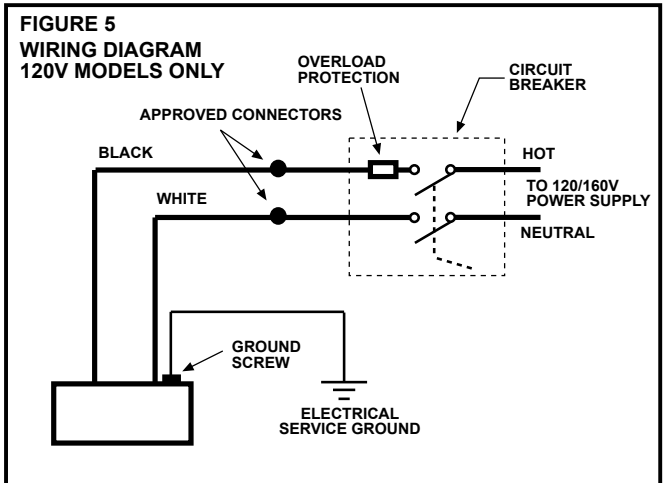 FIGURE 5
WIRING DIAGRAM
120V MODELS ONLY
OVERLOAD
PROTECTION
CIRCUIT
BREAKER
APPROVED CONNECTORS
BLACK
HOT
TO 120/160V
POWER SUPPLY
WHITE
NEUTRAL
GROUND
SCREW
ELECTRICAL
SERVICE GROUND